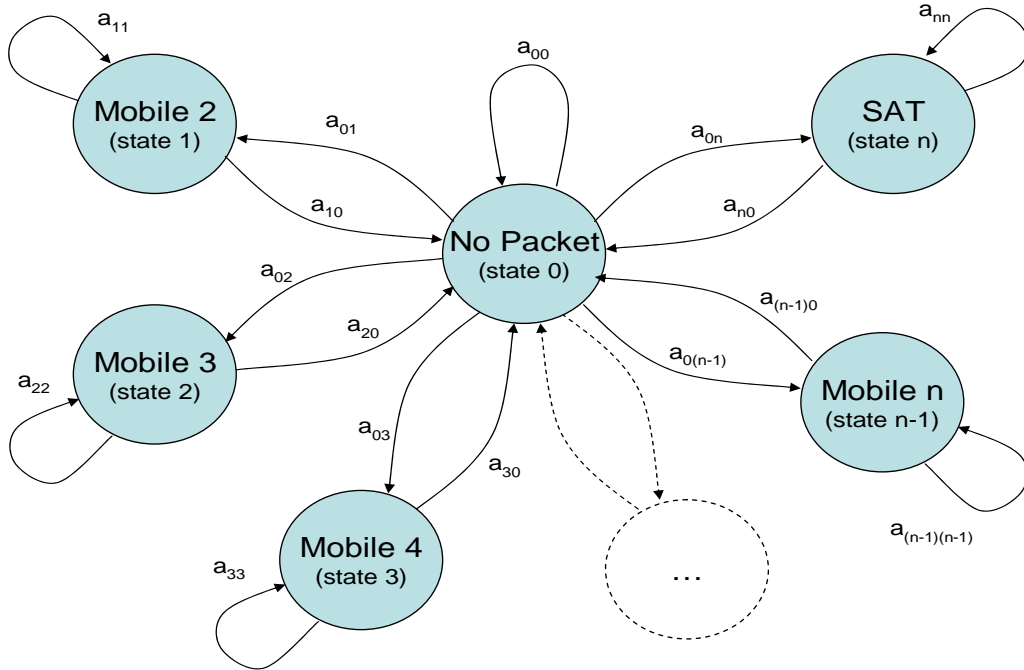 a11
ann
a00
Mobile 2
(state 1)
SAT
(state n)
a01
a0n
a10
an0
No Packet
(state 0)
a02
a(n-1)0
a20
a0(n-1)
Mobile 3
(state 2)
a22
Mobile n
(state n-1)
a03
a30
a(n-1)(n-1)
Mobile 4
(state 3)
a33
...